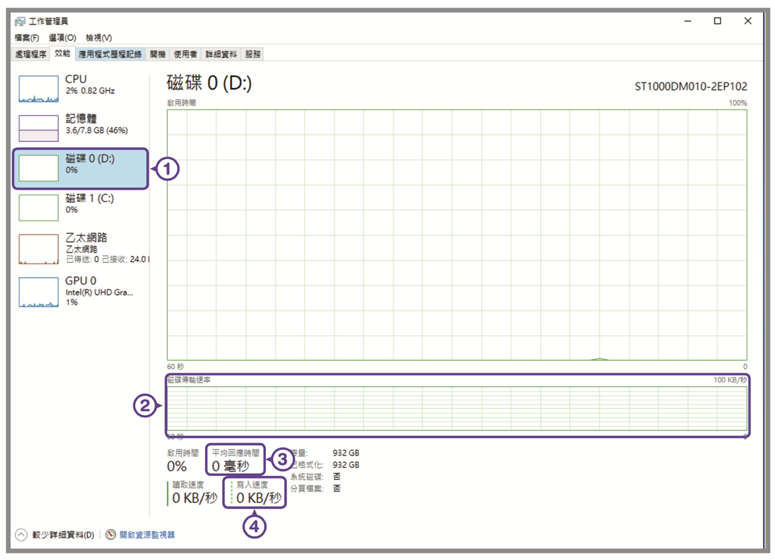 工作管理員
檔案(F) 選項(O) 檢視(V)
處理程序 效能 應用程式歷程記錄 開機 使用者 詳細資料 服務
CPU
2% 0.82 GHz
記憶體
3.6/7.8 GB (46%)
磁碟 0 (D:)
0%
1
磁碟 1 (C:)
0%
乙太網路
乙太網路
已傳送: 0 已接收: 24.0
GPU 0
Intel(R) UHD Gra...
1%
磁碟 0 (D:)
ST1000DM010-2EP102
啟用時間
100%
60 秒
0
磁碟傳輸速率
100 KB/秒
2
60 秒
0
啟用時間
0%
平均回應時間
0 毫秒
3
讀取速度
0 KB/秒
寫入速度
0 KB/秒
4
容量: 932 GB
已格式化: 932 GB
系統磁碟: 否
分頁檔案: 否
較少詳細資料(D) 開啟資源監視器